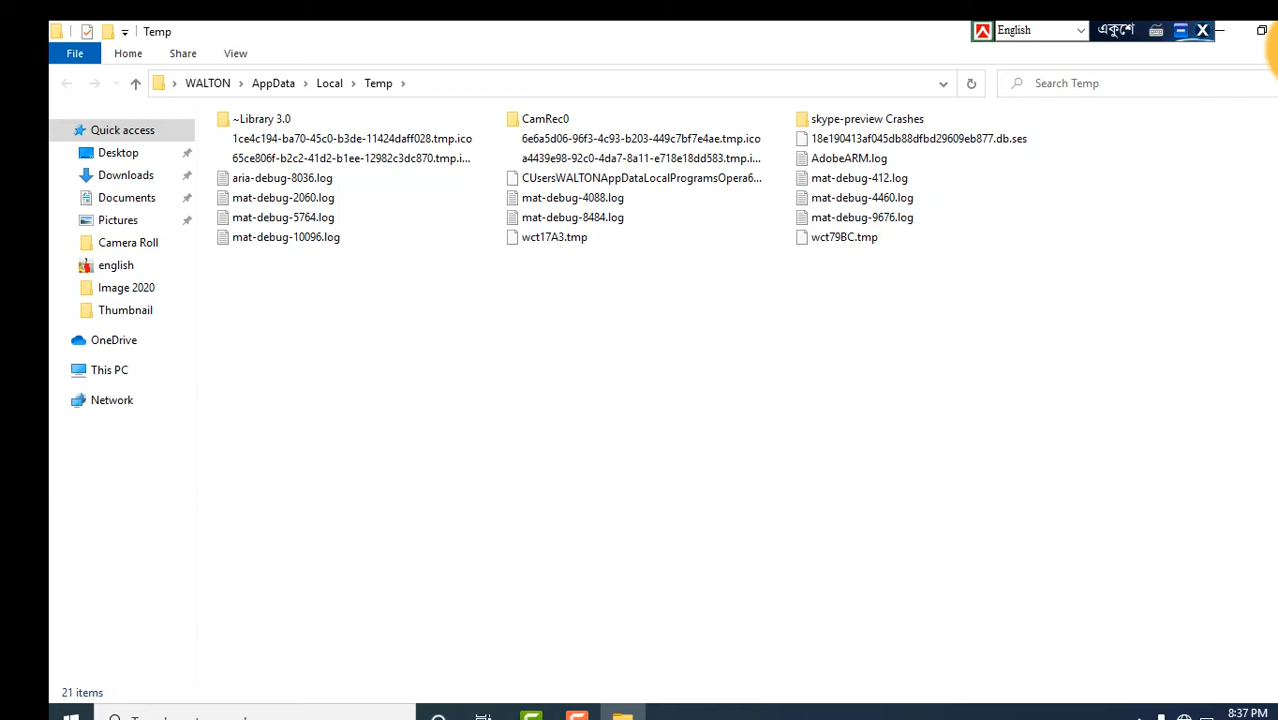 Temp
English
একুশে
X
File Home Share View
WALTON > AppData > Local > Temp >
Search Temp
Quick access
Desktop
Downloads
Documents
Pictures
Camera Roll
english
Image 2020
Thumbnail
OneDrive
This PC
Network
~Library 3.0 CamRec0 skype-preview Crashes
1ce4c194-ba70-45c0-b3de-11424daff028.tmp.ico 6e6a5d06-96f3-4c93-b203-449c7bf7e4ae.tmp.ico 18e190413af045db88dfbd29609eb877.db.ses
65ce806f-b2c2-41d2-b1ee-12982c3dc870.tmp.i... a4439e98-92c0-4da7-8a11-e718e18dd583.tmp.i... AdobeARM.log
aria-debug-8036.log CUsersWALTONAppDataLocalProgramsOpera6... mat-debug-412.log
mat-debug-2060.log mat-debug-4088.log mat-debug-4460.log
mat-debug-5764.log mat-debug-8484.log mat-debug-9676.log
mat-debug-10096.log wct17A3.tmp wct79BC.tmp
21 items
8:37 PM